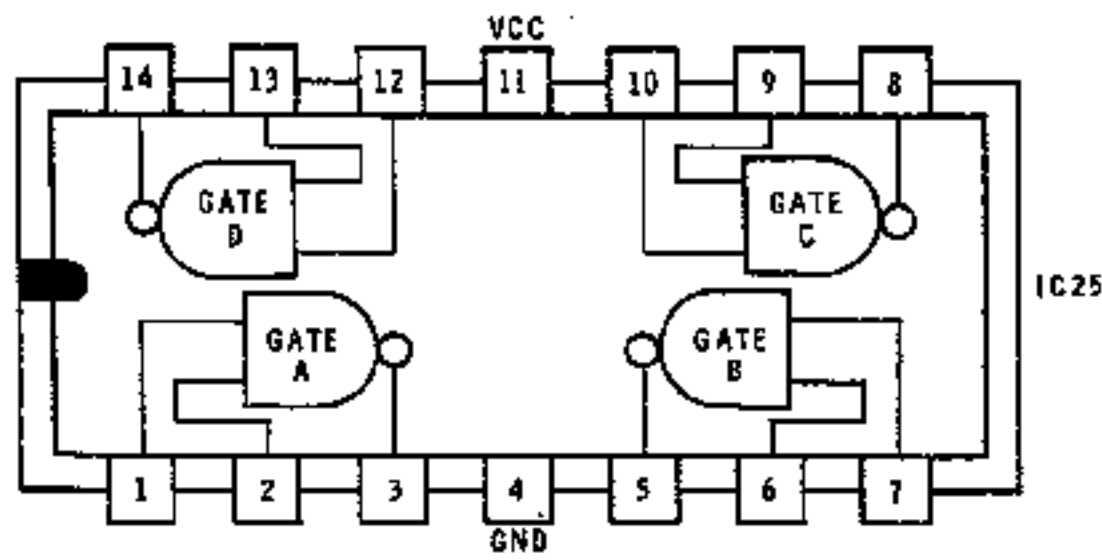 VCC
14 13 12 11 10 9 8
GATE D
GATE C
IC25
GATE A
GATE B
1 2 3 4 5 6 7
GND